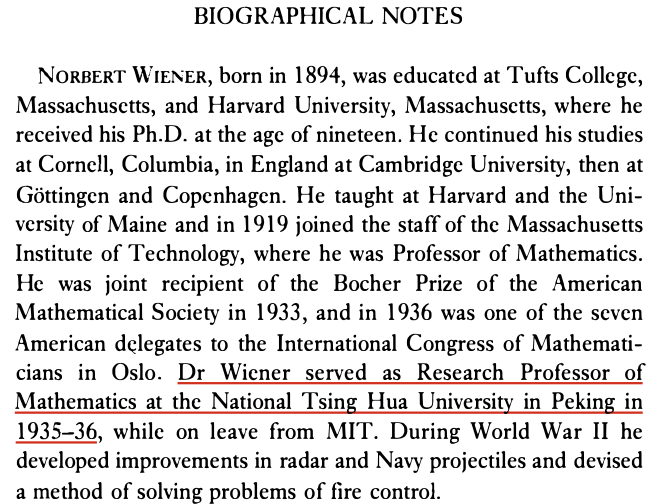 BIOGRAPHICAL NOTES
NORBERT WIENER, born in 1894, was educated at Tufts College,
Massachusetts, and Harvard University, Massachusetts, where he
received his Ph.D. at the age of nineteen. He continued his studies
at Cornell, Columbia, in England at Cambridge University, then at
Göttingen and Copenhagen. He taught at Harvard and the Uni-
versity of Maine and in 1919 joined the staff of the Massachusetts
Institute of Technology, where he was Professor of Mathematics.
He was joint recipient of the Bocher Prize of the American
Mathematical Society in 1933, and in 1936 was one of the seven
American delegates to the International Congress of Mathemati-
cians in Oslo. Dr Wiener served as Research Professor of
Mathematics at the National Tsing Hua University in Peking in
1935–36, while on leave from MIT. During World War II he
developed improvements in radar and Navy projectiles and devised
a method of solving problems of fire control.